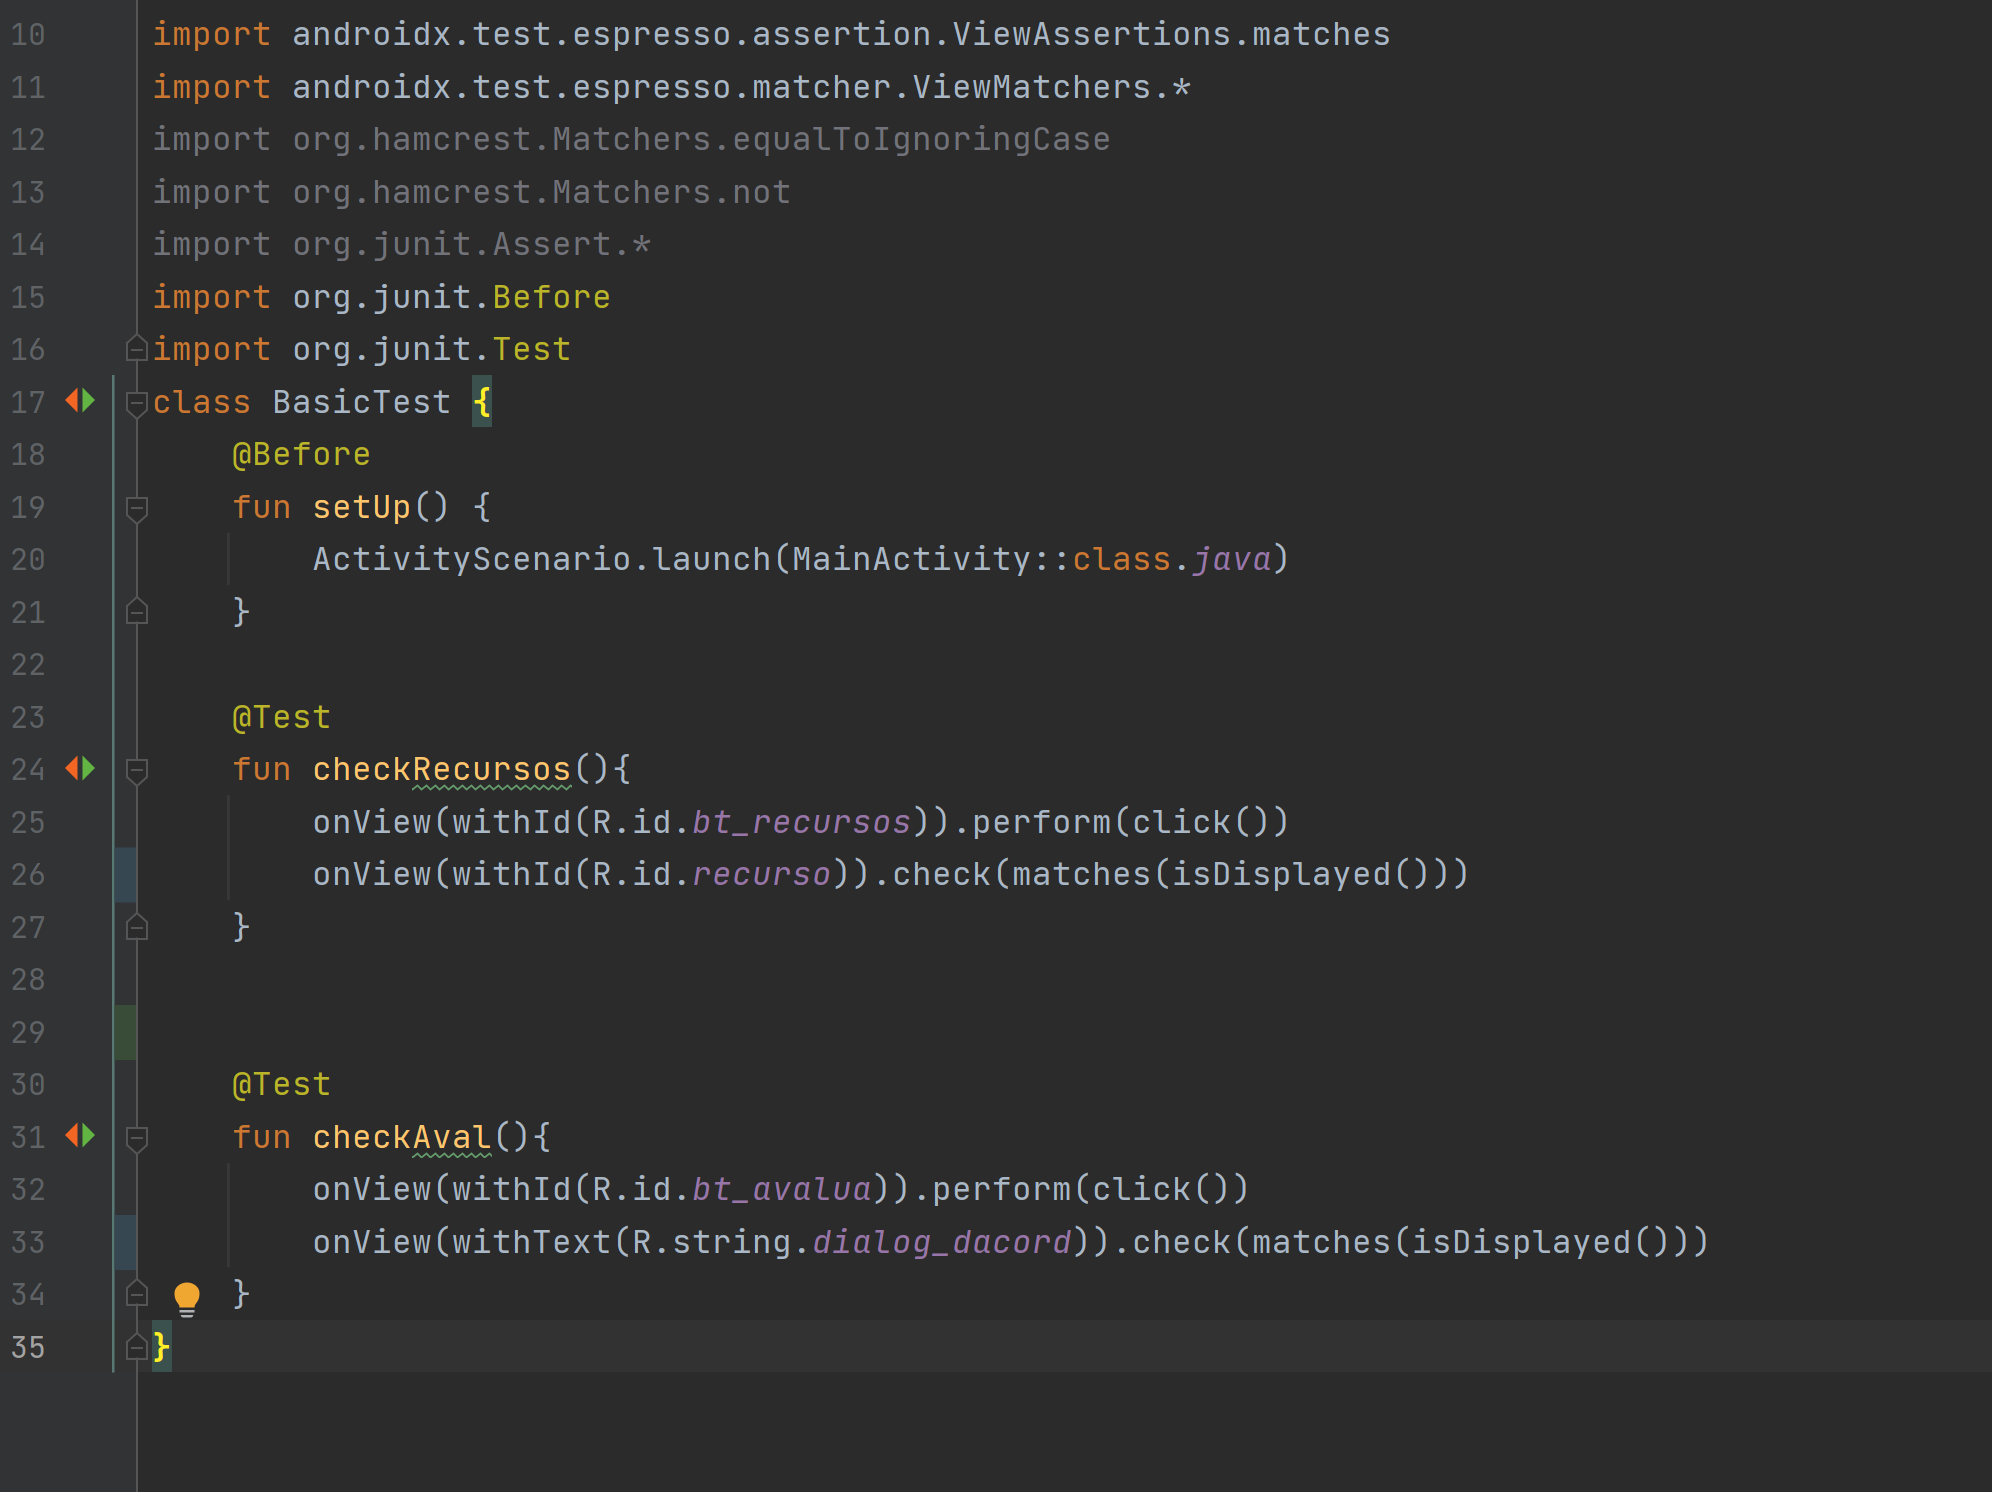 10 import androidx.test.espresso.assertion.ViewAssertions.matches
11 import androidx.test.espresso.matcher.ViewMatchers.*
12 import org.hamcrest.Matchers.equalToIgnoringCase
13 import org.hamcrest.Matchers.not
14 import org.junit.Assert.*
15 import org.junit.Before
16 import org.junit.Test
17 class BasicTest {
18     @Before
19     fun setUp() {
20         ActivityScenario.launch(MainActivity::class.java)
21     }
22
23     @Test
24     fun checkRecursos(){
25         onView(withId(R.id.bt_recursos)).perform(click())
26         onView(withId(R.id.recurso)).check(matches(isDisplayed()))
27     }
28
29
30     @Test
31     fun checkAval(){
32         onView(withId(R.id.bt_avalua)).perform(click())
33         onView(withText(R.string.dialog_dacord)).check(matches(isDisplayed()))
34     }
35 }